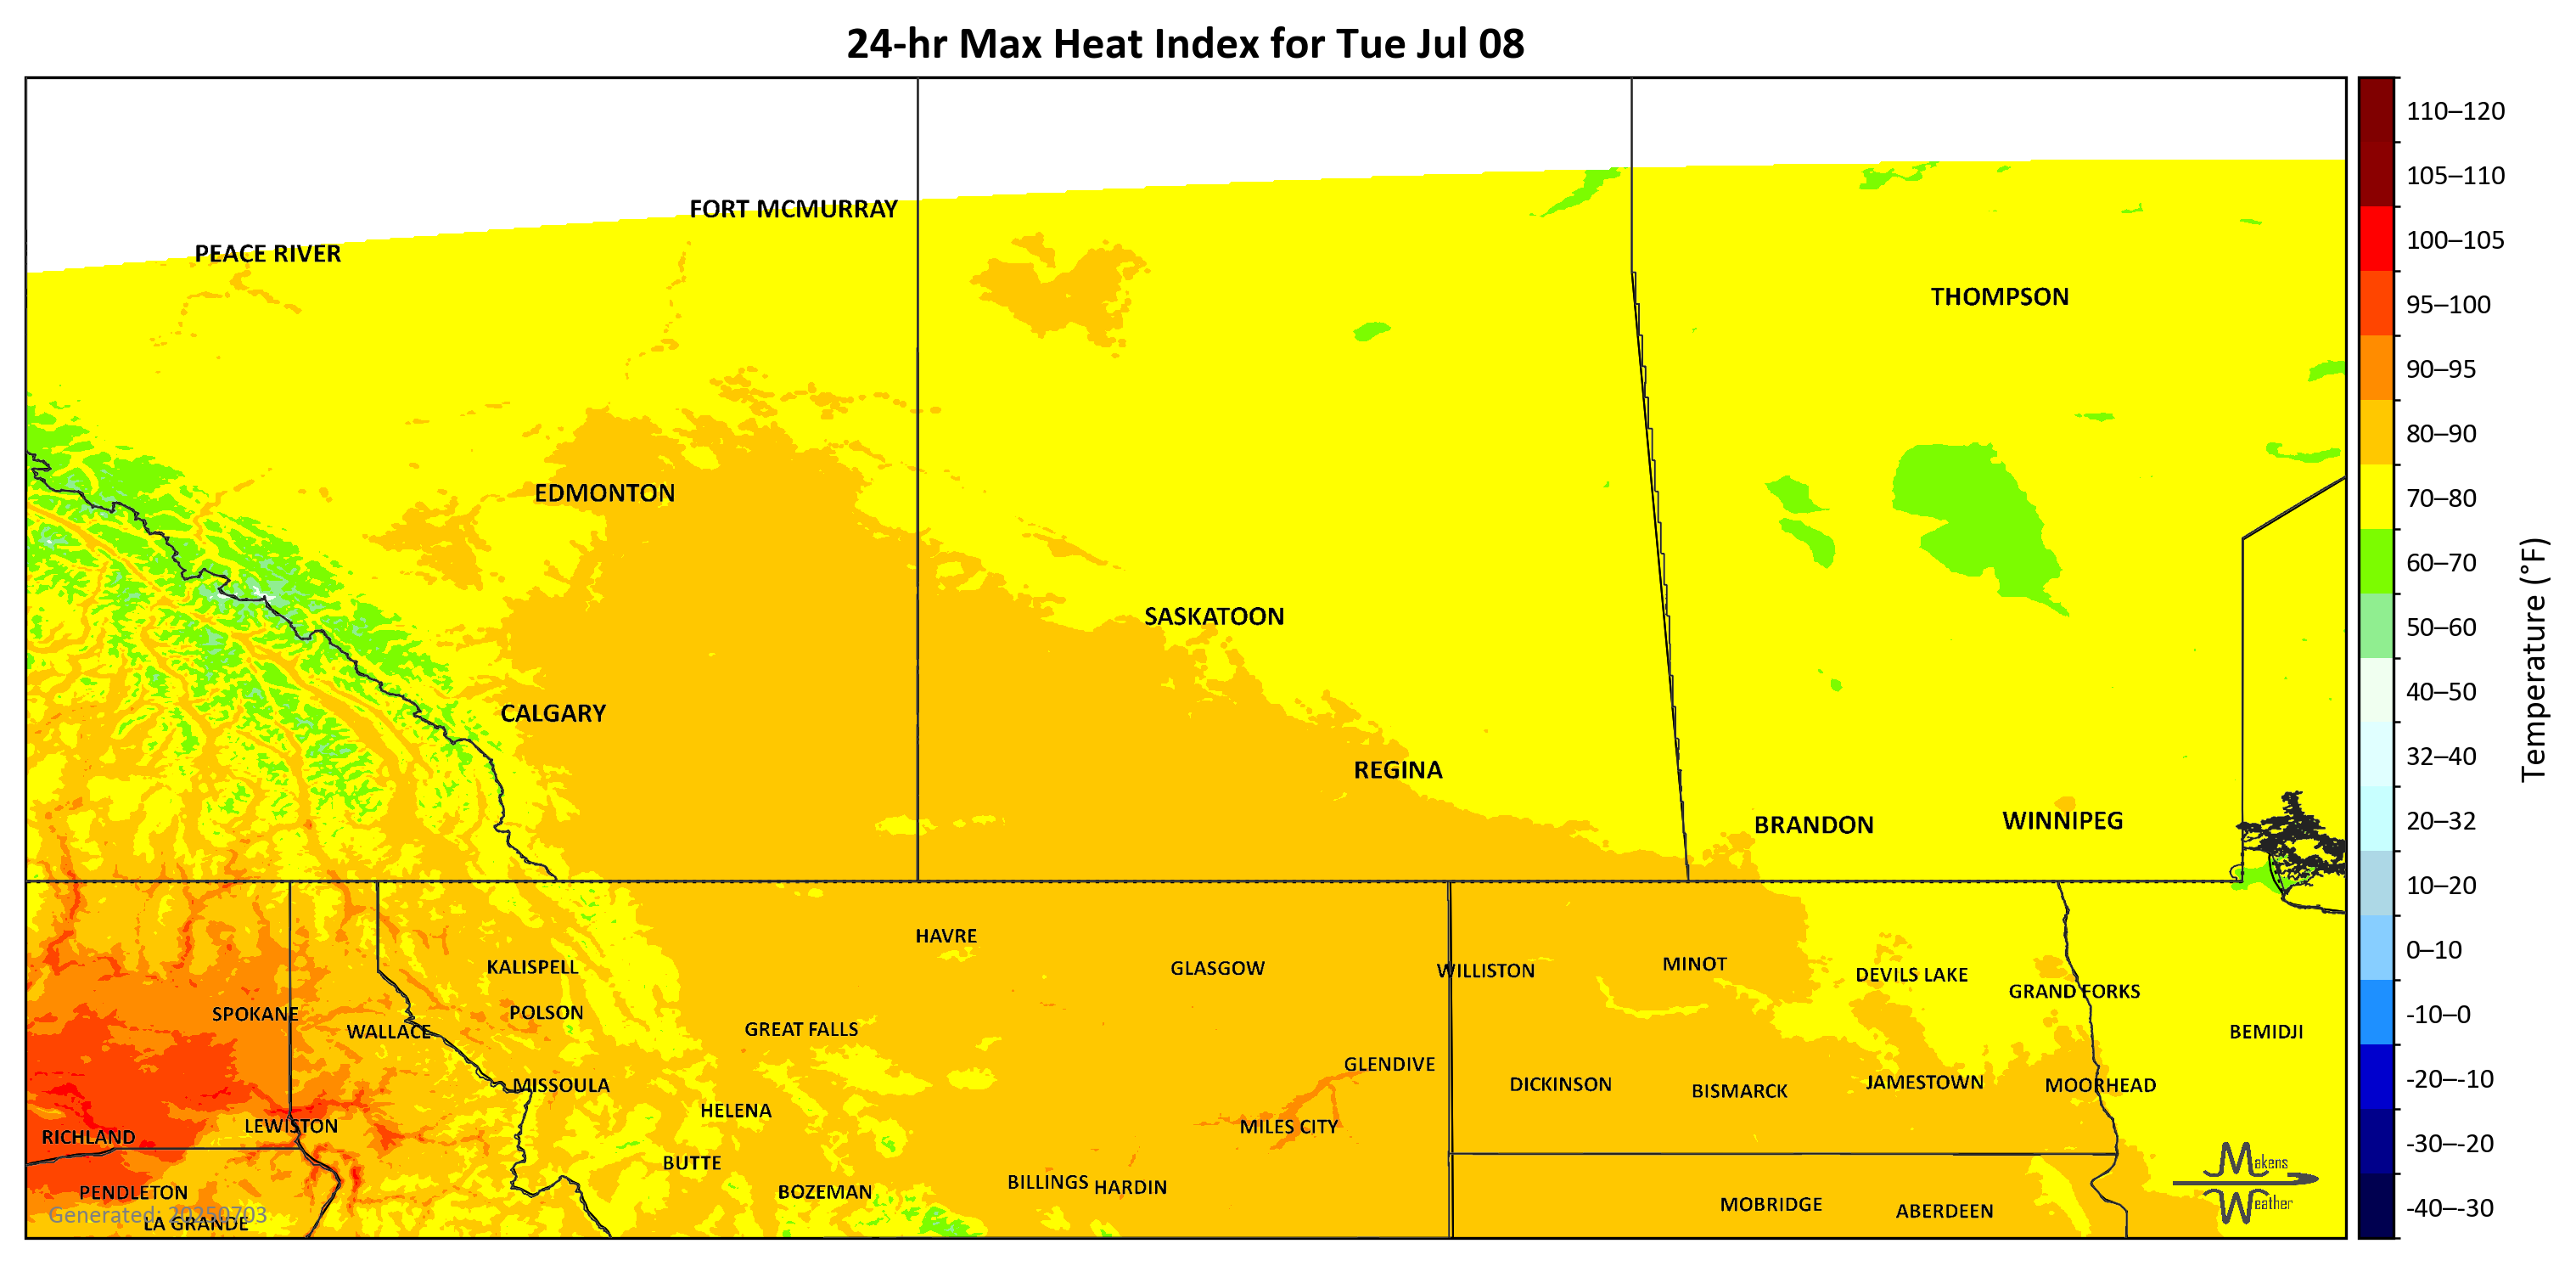 24-hr Max Heat Index for Tue Jul 08
110–120
105–110
100–105
95–100
90–95
80–90
70–80
60–70
50–60
40–50
32–40
20–32
10–20
0–10
-10–0
-20–-10
-30–-20
-40–-30
Temperature (°F)
FORT MCMURRAY
PEACE RIVER
THOMPSON
EDMONTON
SASKATOON
CALGARY
REGINA
BRANDON
WINNIPEG
HAVRE
KALISPELL
GLASGOW
WILLISTON
MINOT
DEVILS LAKE
GRAND FORKS
SPOKANE
POLSON
WALLACE
GREAT FALLS
BEMIDJI
GLENDIVE
MISSOULA
DICKINSON
BISMARCK
JAMESTOWN
MOORHEAD
HELENA
LEWISTON
MILES CITY
RICHLAND
BUTTE
BILLINGS
HARDIN
PENDLETON
BOZEMAN
MOBRIDGE
ABERDEEN
Generated: 20250703
LA GRANDE
Makens
Weather